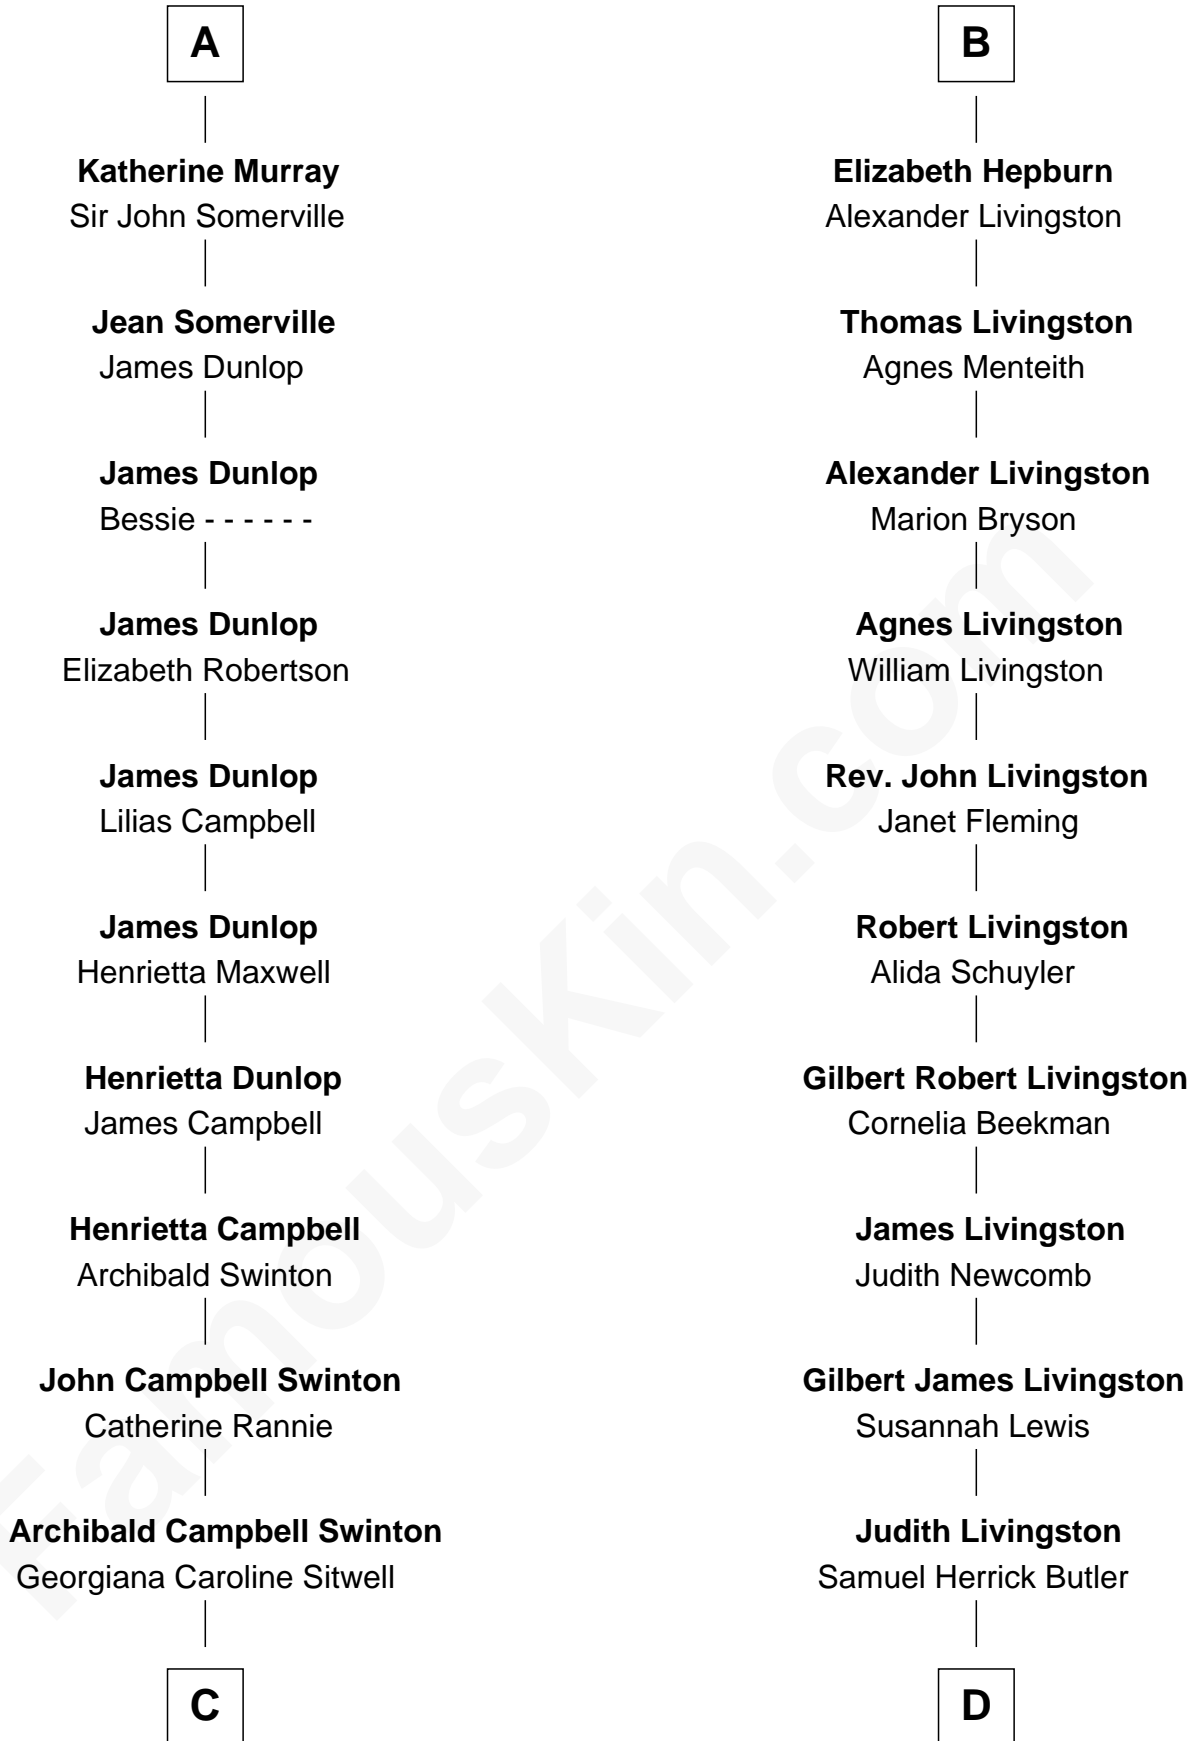 A
Katherine Murray
Sir John Somerville
Jean Somerville
James Dunlop
James Dunlop
Bessie - - - - - -
James Dunlop
Elizabeth Robertson
James Dunlop
Lilias Campbell
James Dunlop
Henrietta Maxwell
Henrietta Dunlop
James Campbell
Henrietta Campbell
Archibald Swinton
John Campbell Swinton
Catherine Rannie
Archibald Campbell Swinton
Georgiana Caroline Sitwell
C
B
Elizabeth Hepburn
Alexander Livingston
Thomas Livingston
Agnes Menteith
Alexander Livingston
Marion Bryson
Agnes Livingston
William Livingston
Rev. John Livingston
Janet Fleming
Robert Livingston
Alida Schuyler
Gilbert Robert Livingston
Cornelia Beekman
James Livingston
Judith Newcomb
Gilbert James Livingston
Susannah Lewis
Judith Livingston
Samuel Herrick Butler
D
FamousKin.com